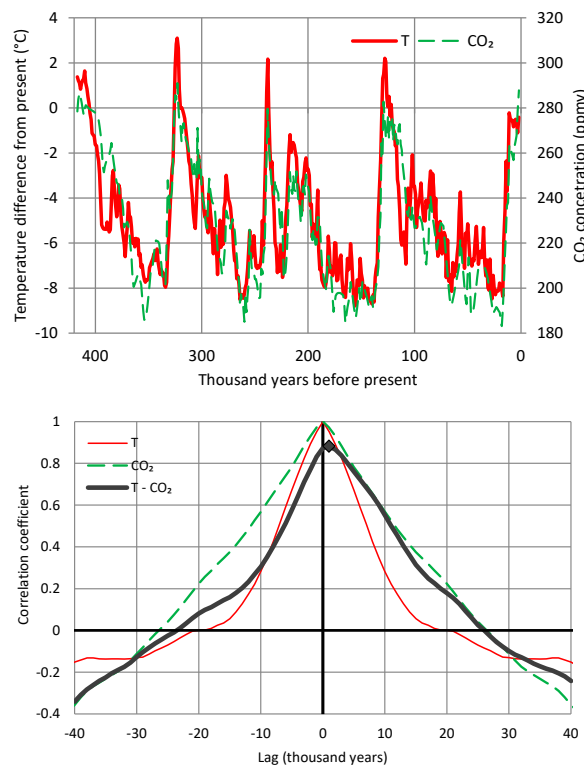 4
2
0
-2
-4
-6
-8
-10
Temperature difference from present (°C)
T
CO₂
320
300
280
260
240
220
200
180
CO₂ concetration (ppmv)
400 300 200 100 0
Thousand years before present
1
0.8
0.6
0.4
0.2
0
-0.2
-0.4
Correlation coefficient
T
CO₂
T - CO₂
-40 -30 -20 -10 0 10 20 30 40
Lag (thousand years)